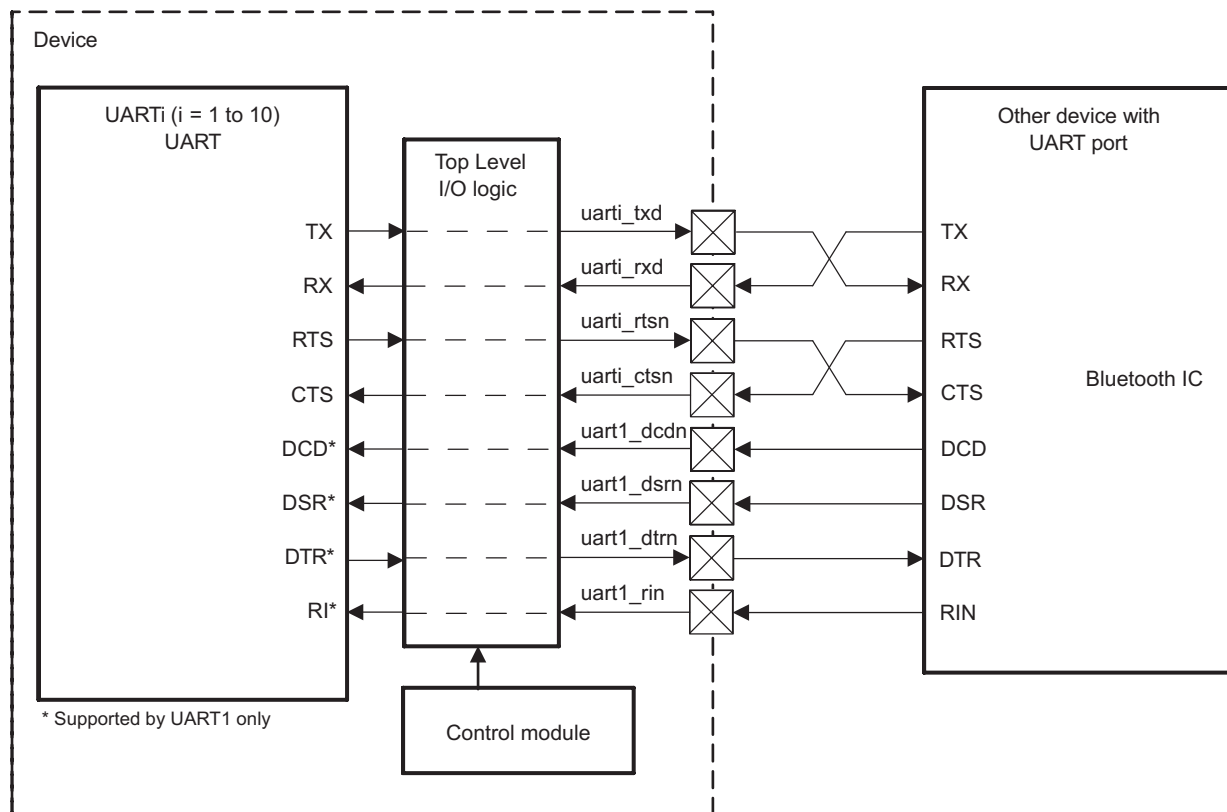 Device
UARTi (i = 1 to 10)
UART
Top Level
I/O logic
Other device with
UART port
TX
uarti_txd
TX
RX
uarti_rxd
RX
RTS
uarti_rtsn
RTS
CTS
uarti_ctsn
CTS
Bluetooth IC
DCD*
uart1_dcdn
DCD
DSR*
uart1_dsrn
DSR
DTR*
uart1_dtrn
DTR
RI*
uart1_rin
RIN
* Supported by UART1 only
Control module